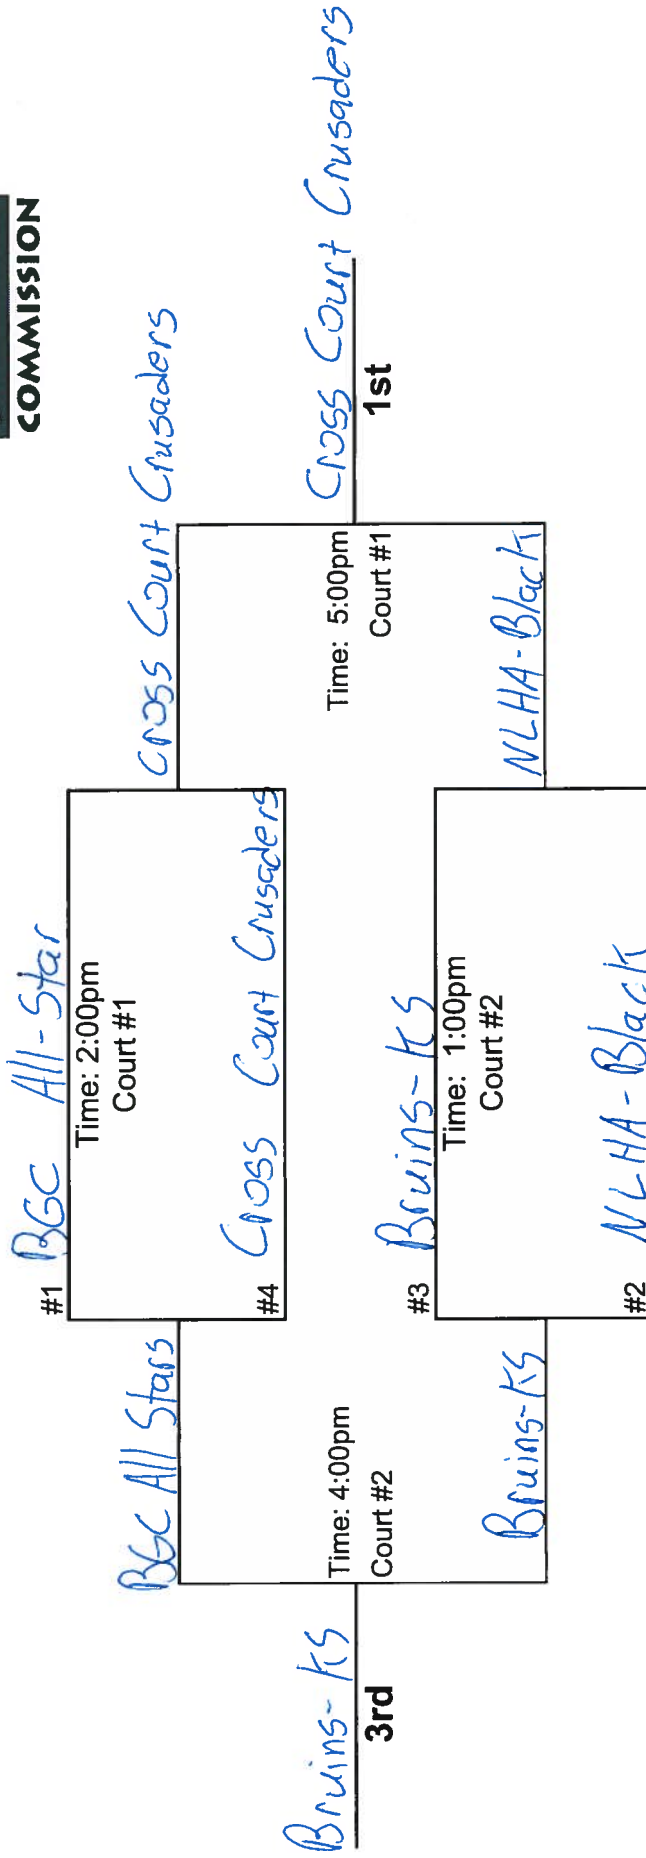 COMMISSION
#1 BGC All-Star
Time: 2:00pm
Court #1
#4 Cross Court Crusaders
BGC All Stars
Cross Court Crusaders
Bruins-KS
3rd
Time: 4:00pm
Court #2
Time: 5:00pm
Court #1
Cross Court Crusaders
1st
#3 Bruins-KS
Time: 1:00pm
Court #2
Bruins-KS
NLHA-Black
#2 NLHA-Black